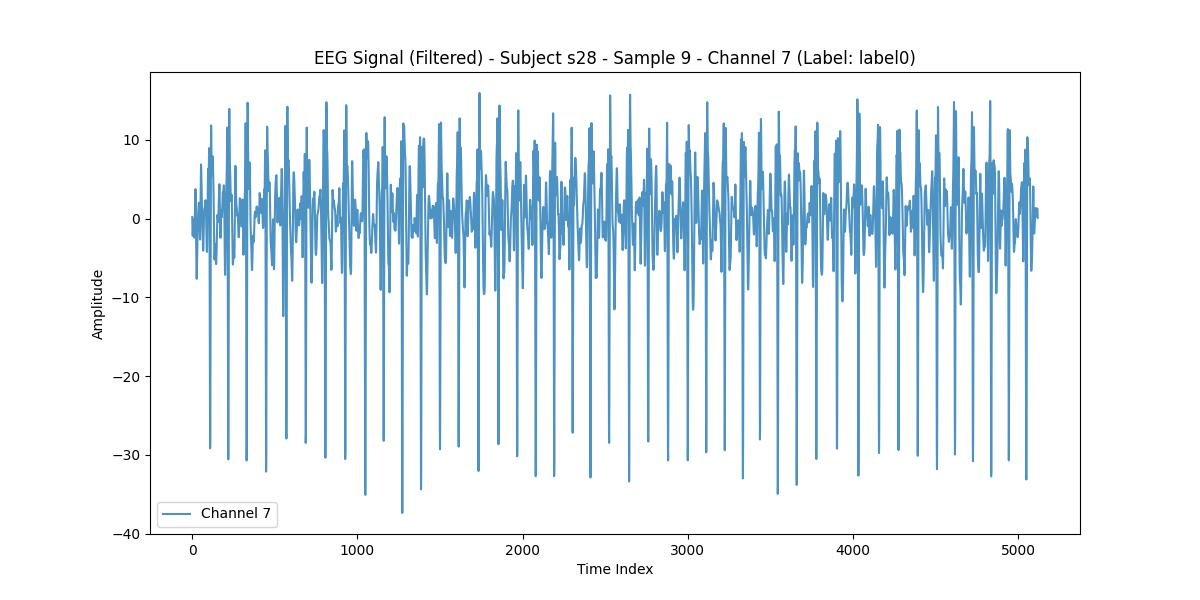 EEG Signal (Filtered) - Subject s28 - Sample 9 - Channel 7 (Label: label0)
10
0
−10
−20
−30
−40
Amplitude
Channel 7
0 1000 2000 3000 4000 5000
Time Index